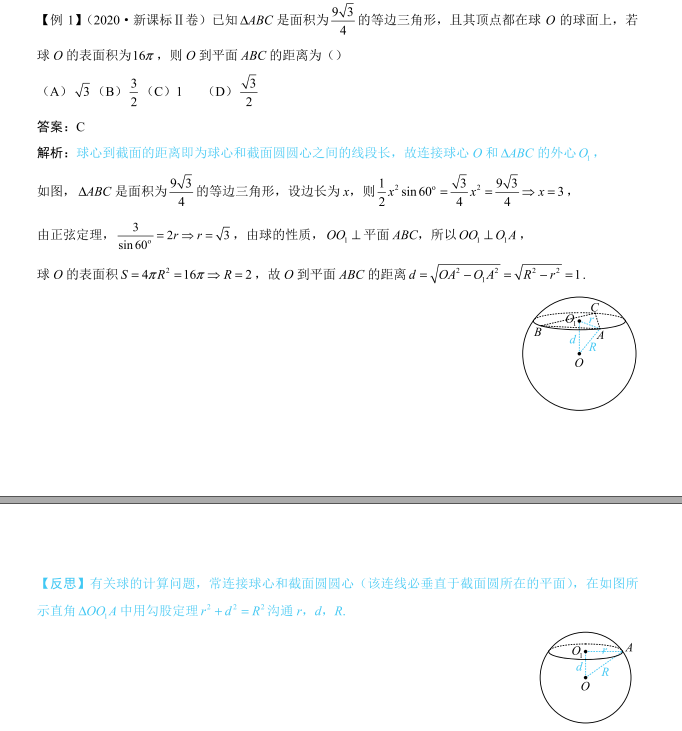 【例 1】（2020·新课标Ⅱ卷）已知 ΔABC 是面积为 $\frac{9\sqrt{3}}{4}$ 的等边三角形，且其顶点都在球 O 的球面上，若
球 O 的表面积为 16π，则 O 到平面 ABC 的距离为（）
（A）$\sqrt{3}$（B）$\frac{3}{2}$（C）1 （D）$\frac{\sqrt{3}}{2}$
答案：C
解析：球心到截面的距离即为球心和截面圆圆心之间的线段长，故连接球心 O 和 ΔABC 的外心 $O_1$，
如图，ΔABC 是面积为 $\frac{9\sqrt{3}}{4}$ 的等边三角形，设边长为 x，则 $\frac{1}{2}x^2\sin 60^o=\frac{\sqrt{3}}{4}x^2=\frac{9\sqrt{3}}{4}\Rightarrow x=3$，
由正弦定理，$\frac{3}{\sin 60^o}=2r\Rightarrow r=\sqrt{3}$，由球的性质，$OO_1\perp$ 平面 ABC，所以 $OO_1\perp O_1A$，
球 O 的表面积 $S=4\pi R^2=16\pi\Rightarrow R=2$，故 O 到平面 ABC 的距离 $d=\sqrt{OA^2-O_1A^2}=\sqrt{R^2-r^2}=1$.
C
$O_1$ r
B A
d R
O
【反思】有关球的计算问题，常连接球心和截面圆圆心（该连线必垂直于截面圆所在的平面），在如图所
示直角 $ΔOO_1A$ 中用勾股定理 $r^2+d^2=R^2$ 沟通 r，d，R.
$O_1$ r A
d R
O